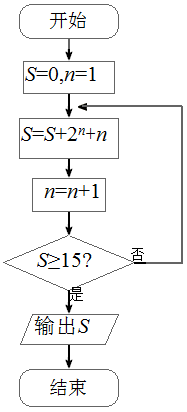 开始
S=0,n=1
S=S+2ⁿ+n
n=n+1
S≥15?
否
是
输出S
结束